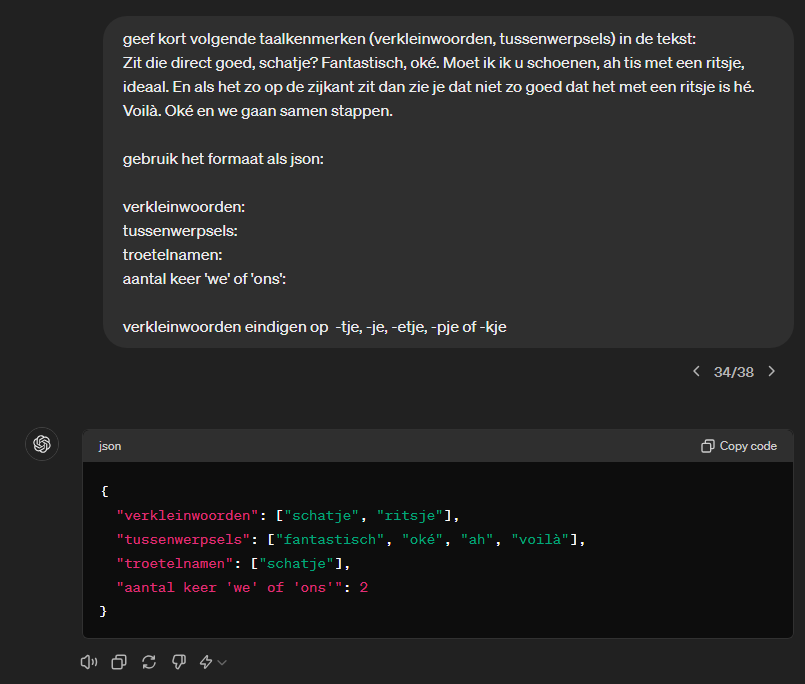 geef kort volgende taalkenmerken (verkleinwoorden, tussenwerpsels) in de tekst:
Zit die direct goed, schatje? Fantastisch, oké. Moet ik ik u schoenen, ah tis met een ritsje,
ideaal. En als het zo op de zijkant zit dan zie je dat niet zo goed dat het met een ritsje is hé.
Voilà. Oké en we gaan samen stappen.
gebruik het formaat als json:
verkleinwoorden:
tussenwerpsels:
troetelnamen:
aantal keer 'we' of 'ons':
verkleinwoorden eindigen op -tje, -je, -etje, -pje of -kje
34/38
json
Copy code
{
"verkleinwoorden": ["schatje", "ritsje"],
"tussenwerpsels": ["fantastisch", "oké", "ah", "voilà"],
"troetelnamen": ["schatje"],
"aantal keer 'we' of 'ons'": 2
}